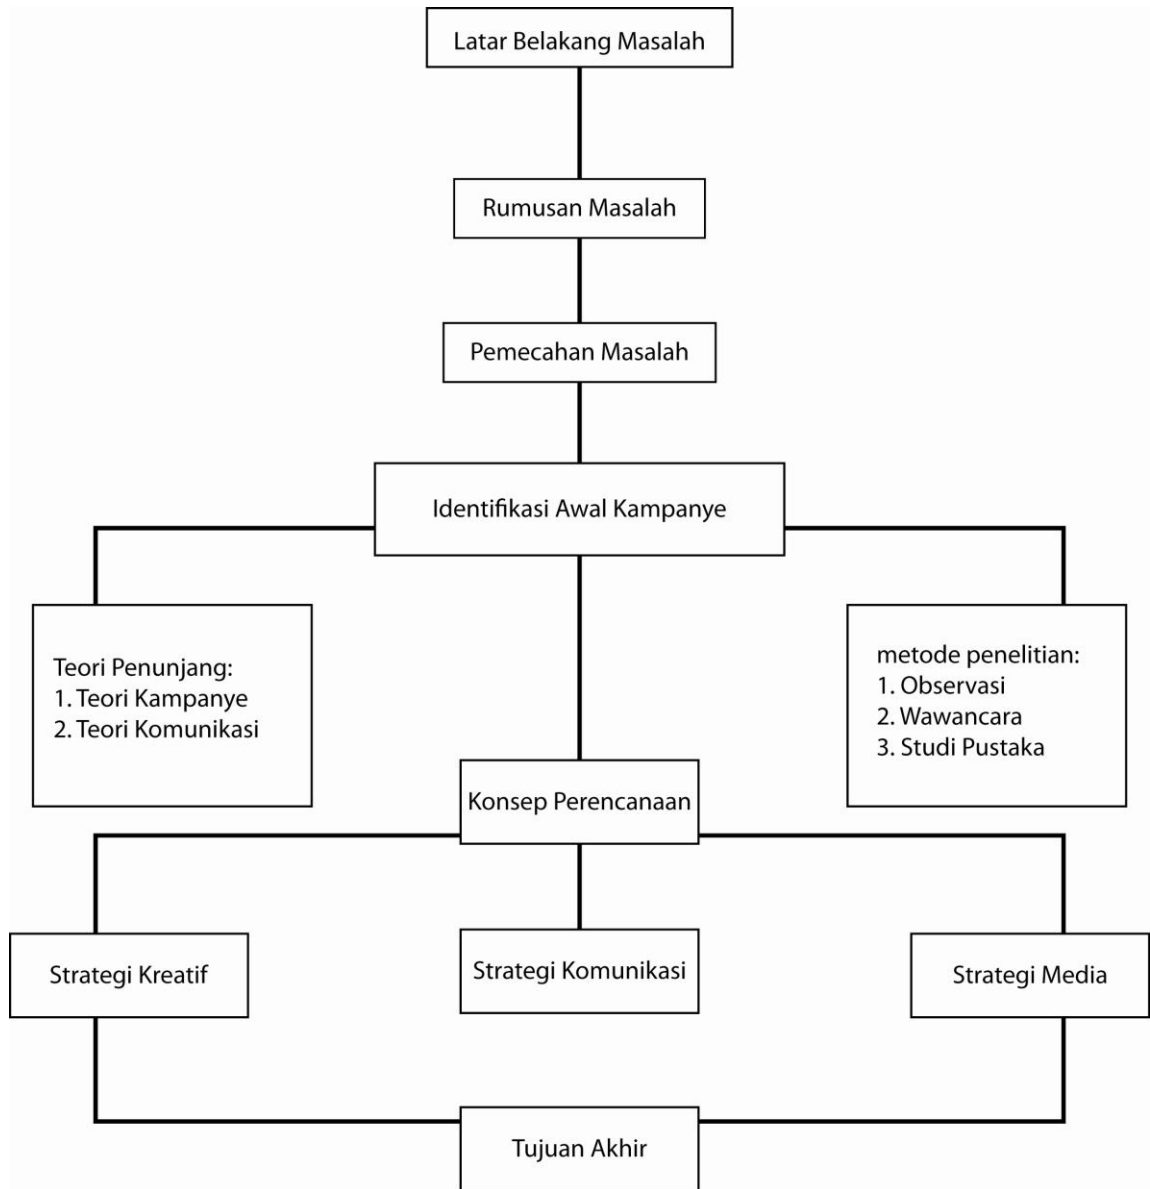 Latar Belakang Masalah
Rumusan Masalah
Pemecahan Masalah
Identifikasi Awal Kampanye
Teori Penunjang:
1. Teori Kampanye
2. Teori Komunikasi
metode penelitian:
1. Observasi
2. Wawancara
3. Studi Pustaka
Konsep Perencanaan
Strategi Kreatif
Strategi Komunikasi
Strategi Media
Tujuan Akhir